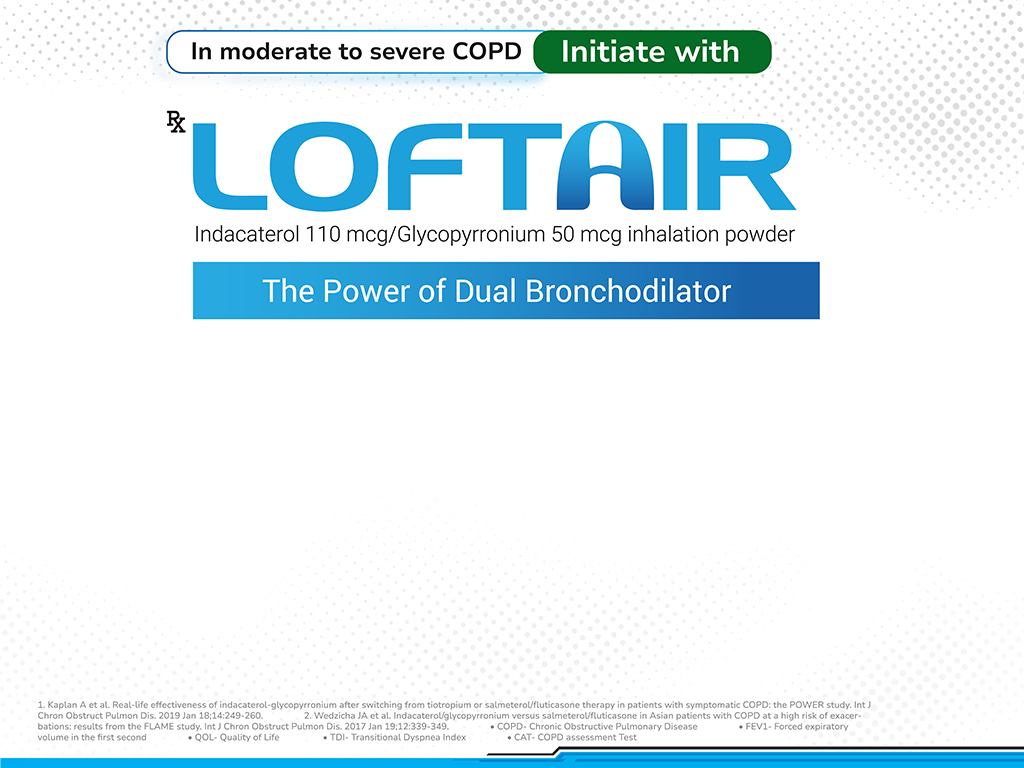 In moderate to severe COPD Initiate with
℞ LOFTAIR
Indacaterol 110 mcg/Glycopyrronium 50 mcg inhalation powder
The Power of Dual Bronchodilator
1. Kaplan A et al. Real-life effectiveness of indacaterol-glycopyrronium after switching from tiotropium or salmeterol/fluticasone therapy in patients with symptomatic COPD: the POWER study. Int J
Chron Obstruct Pulmon Dis. 2019 Jan 18;14:249-260. 2. Wedzicha JA et al. Indacaterol/glycopyrronium versus salmeterol/fluticasone in Asian patients with COPD at a high risk of exacer-
bations: results from the FLAME study. Int J Chron Obstruct Pulmon Dis. 2017 Jan 19;12:339-349. • COPD- Chronic Obstructive Pulmonary Disease • FEV1- Forced expiratory
volume in the first second • QOL- Quality of Life • TDI- Transitional Dyspnea Index • CAT- COPD assessment Test